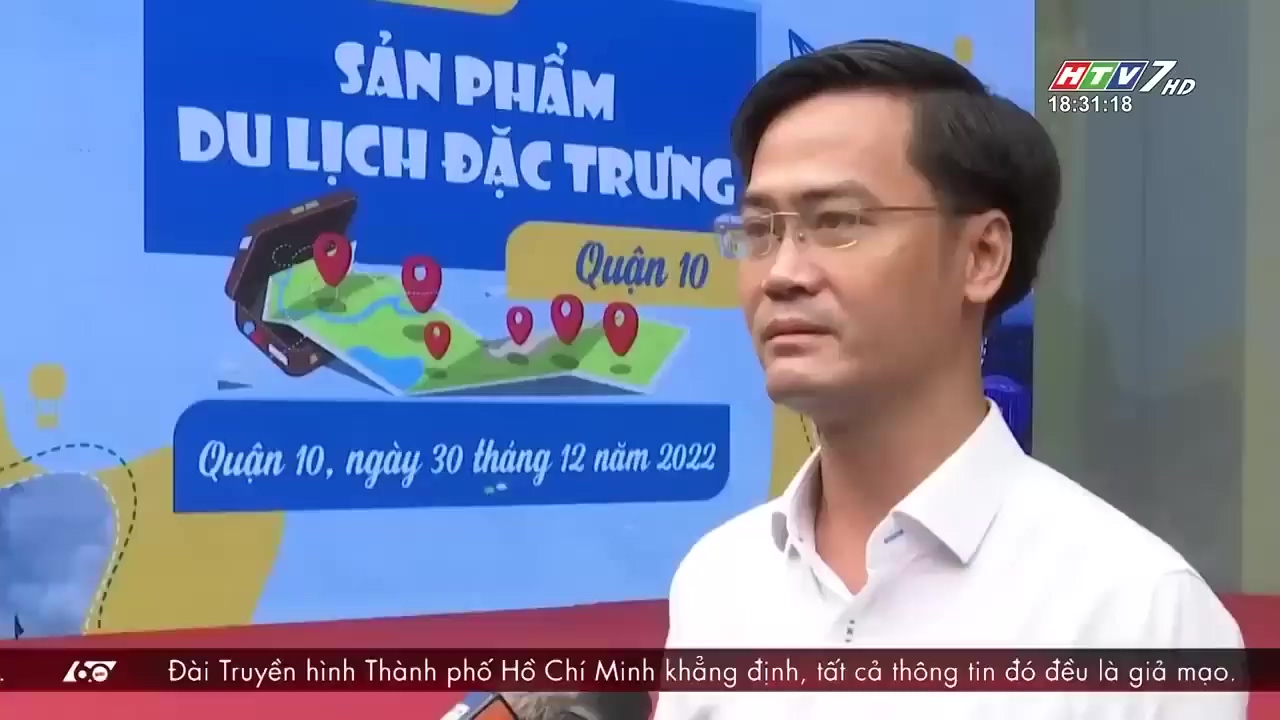 SẢN PHẨM
DU LỊCH ĐẶC TRƯNG
Quận 10
Quận 10, ngày 30 tháng 12 năm 2022
HTV7 HD
18:31:18
Đài Truyền hình Thành phố Hồ Chí Minh khẳng định, tất cả thông tin đó đều là giả mạo.